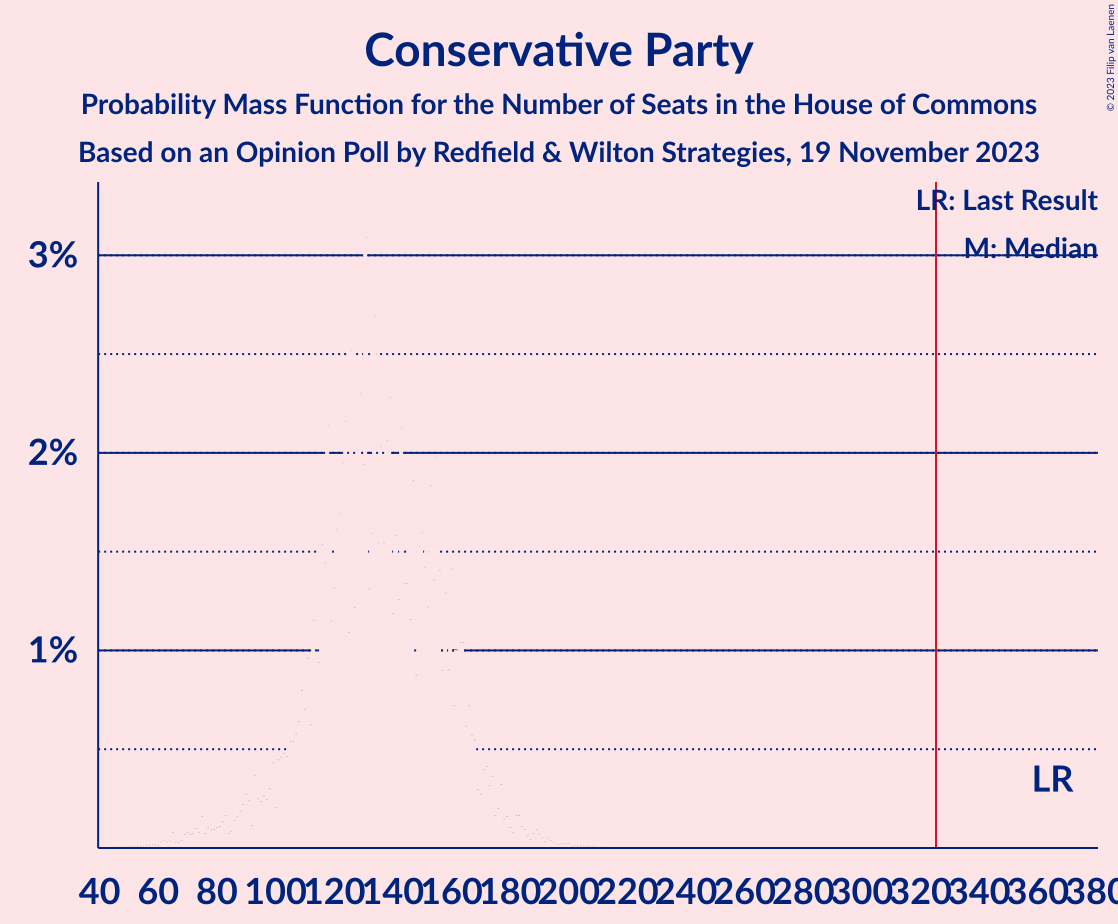 Conservative Party
Probability Mass Function for the Number of Seats in the House of Commons
Based on an Opinion Poll by Redfield & Wilton Strategies, 19 November 2023
© 2023 Filip van Laenen
LR: Last Result
M: Median
3%
2%
1%
LR
40 60 80 100 120 140 160 180 200 220 240 260 280 300 320 340 360 380